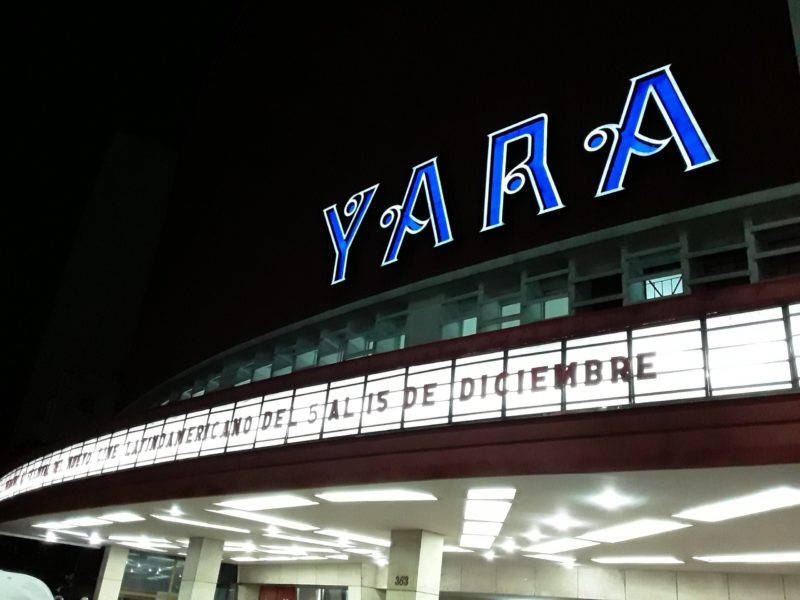 YARA
NUEVO CINE LATINOAMERICANO DEL 5 AL 15 DE DICIEMBRE
363